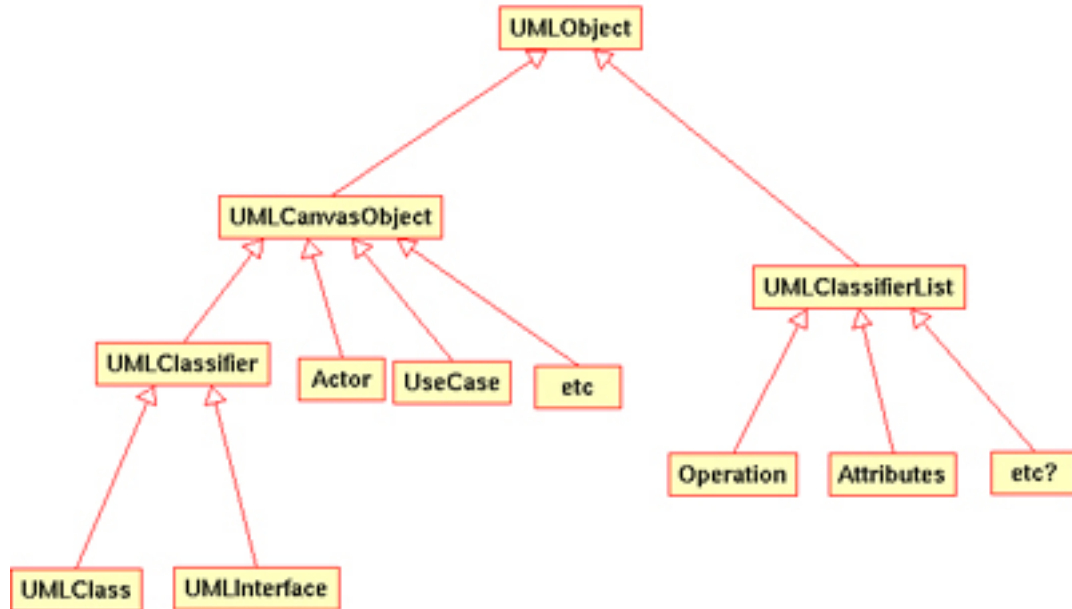 UMLObject
UMLCanvasObject
UMLClassifierList
UMLClassifier
Actor
UseCase
etc
Operation
Attributes
etc?
UMLClass
UMLInterface